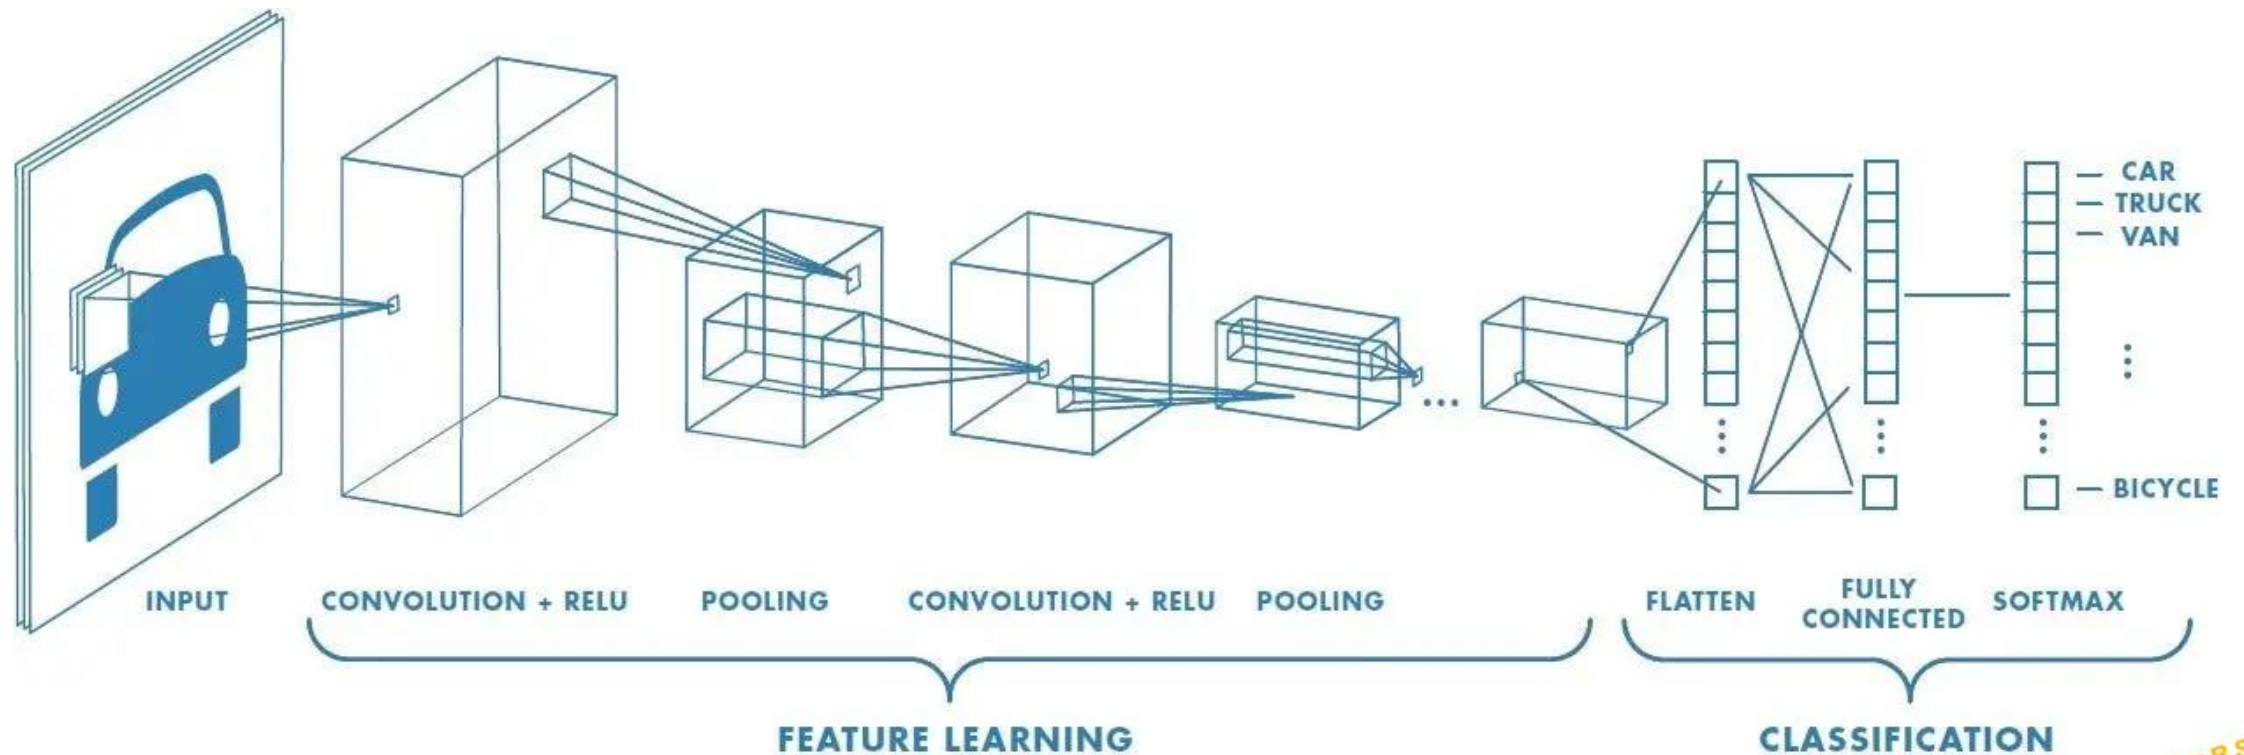 CAR
TRUCK
VAN
BICYCLE
INPUT
CONVOLUTION + RELU
POOLING
CONVOLUTION + RELU
POOLING
FLATTEN
FULLY
CONNECTED
SOFTMAX
FEATURE LEARNING
CLASSIFICATION